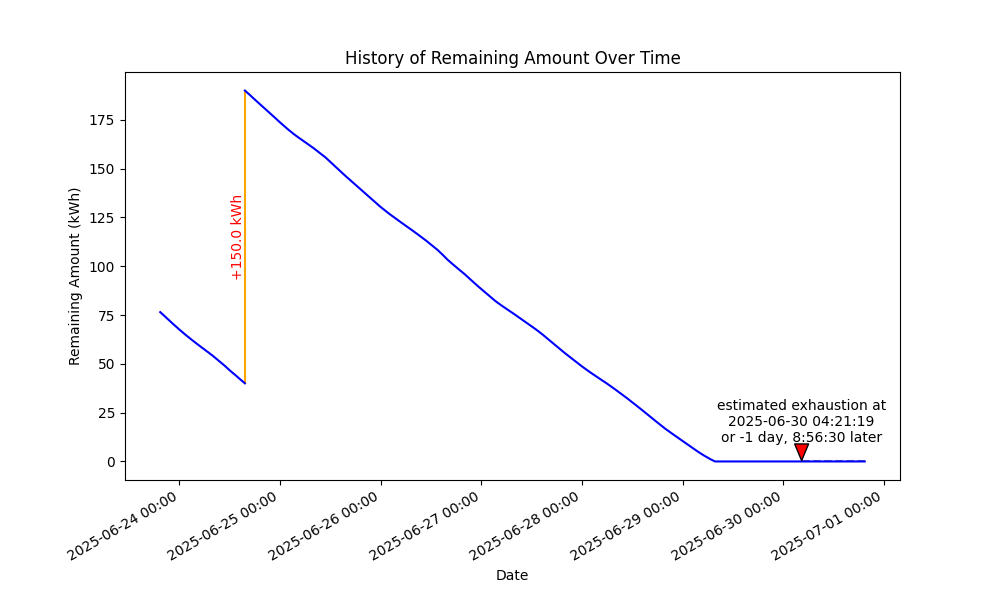 History of Remaining Amount Over Time
Remaining Amount (kWh)
175
150
125
100
75
50
25
0
+150.0 kWh
estimated exhaustion at
2025-06-30 04:21:19
or -1 day, 8:56:30 later
2025-06-24 00:00
2025-06-25 00:00
2025-06-26 00:00
2025-06-27 00:00
2025-06-28 00:00
2025-06-29 00:00
2025-06-30 00:00
2025-07-01 00:00
Date